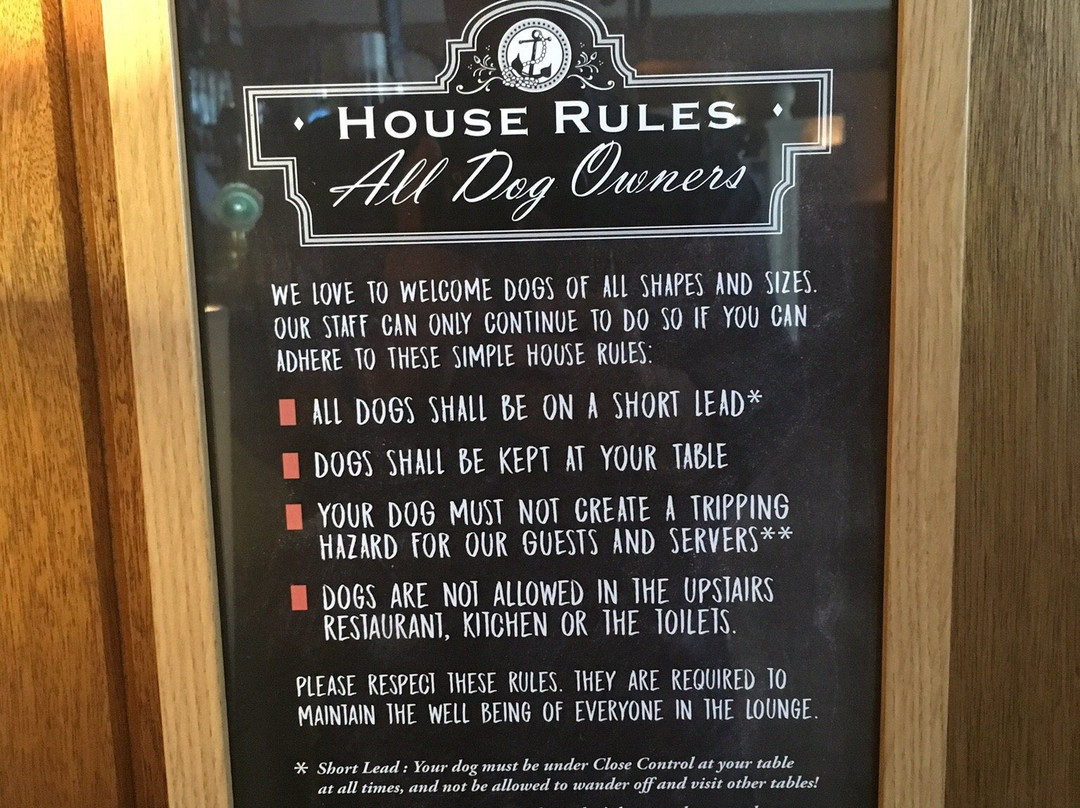 HOUSE RULES
All Dog Owners
WE LOVE TO WELCOME DOGS OF ALL SHAPES AND SIZES.
OUR STAFF CAN ONLY CONTINUE TO DO SO IF YOU CAN
ADHERE TO THESE SIMPLE HOUSE RULES:
ALL DOGS SHALL BE ON A SHORT LEAD*
DOGS SHALL BE KEPT AT YOUR TABLE
YOUR DOG MUST NOT CREATE A TRIPPING
HAZARD FOR OUR GUESTS AND SERVERS**
DOGS ARE NOT ALLOWED IN THE UPSTAIRS
RESTAURANT, KITCHEN OR THE TOILETS.
PLEASE RESPECT THESE RULES. THEY ARE REQUIRED TO
MAINTAIN THE WELL BEING OF EVERYONE IN THE LOUNGE.
* Short Lead : Your dog must be under Close Control at your table
at all times, and not be allowed to wander off and visit other tables!